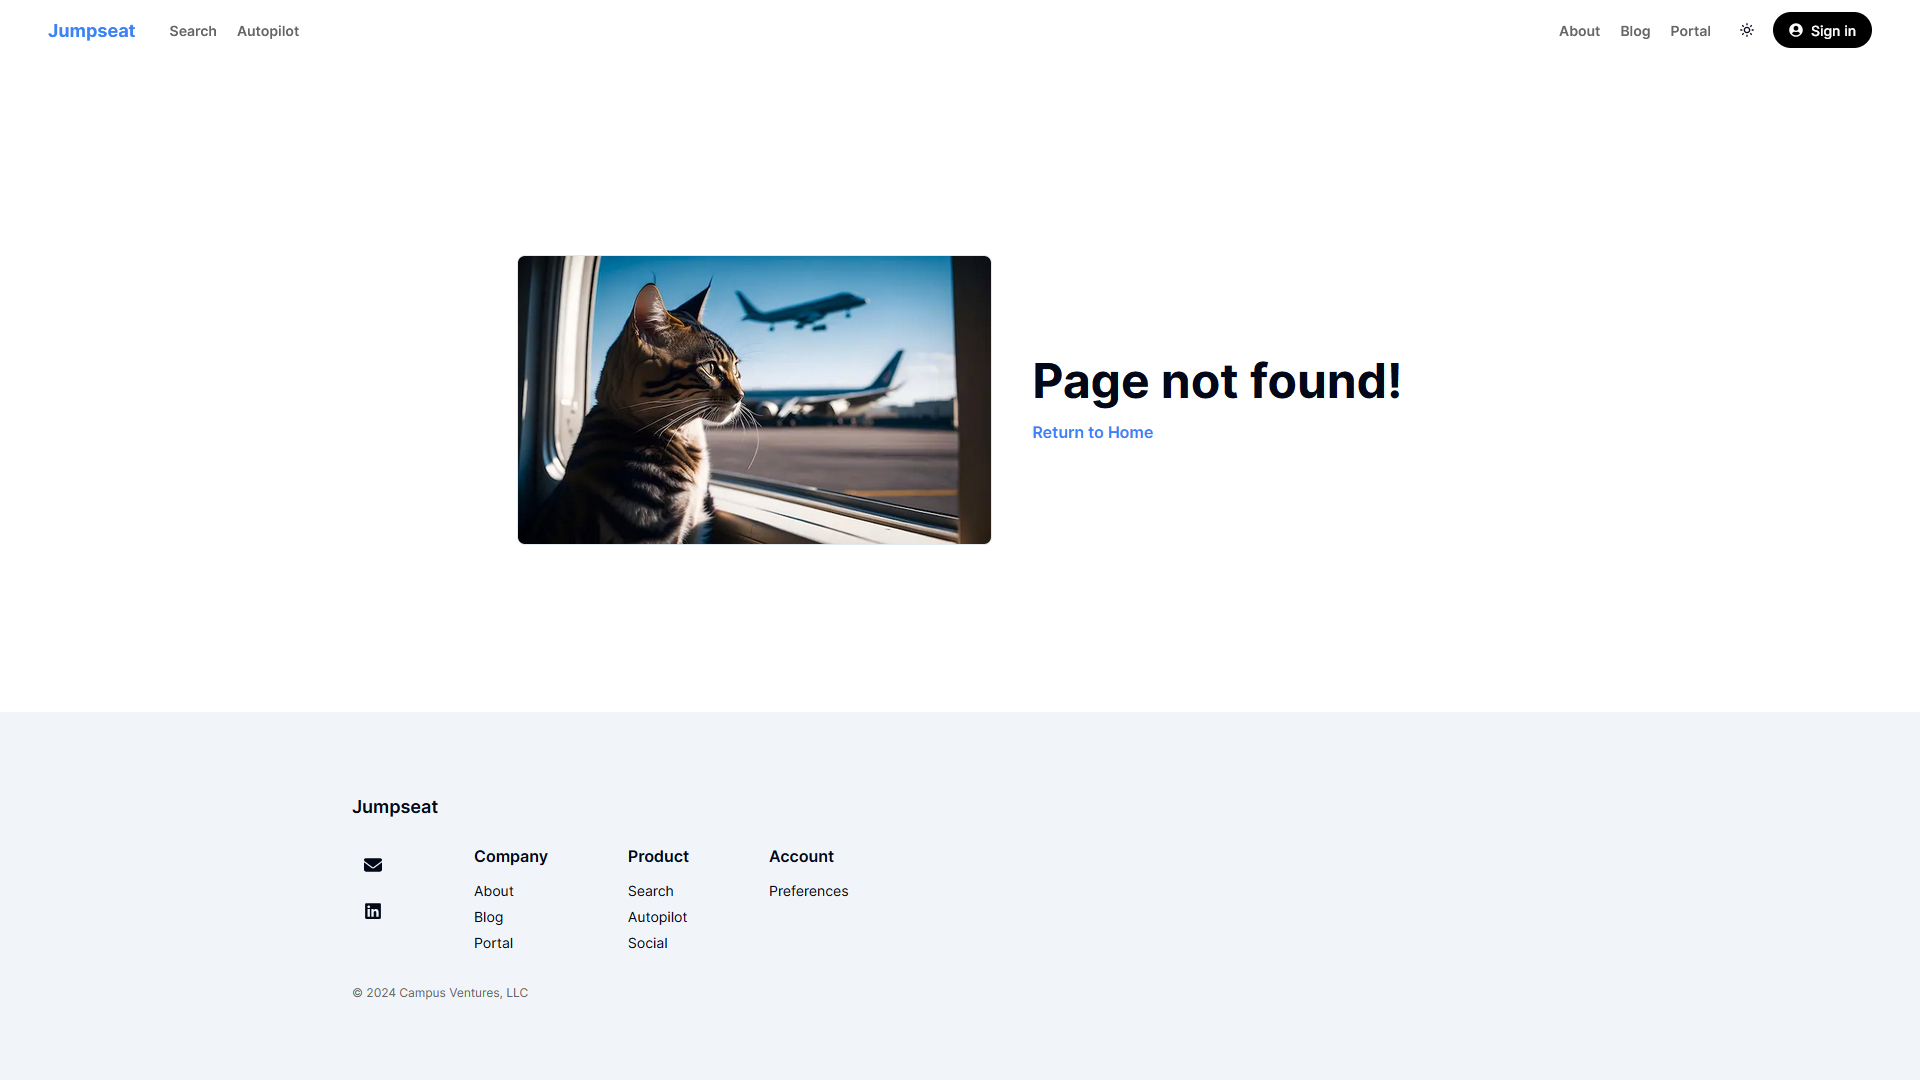 Jumpseat Search Autopilot About Blog Portal Sign in
Page not found!
Return to Home
Jumpseat
Company Product Account
About Search Preferences
Blog Autopilot
Portal Social
© 2024 Campus Ventures, LLC